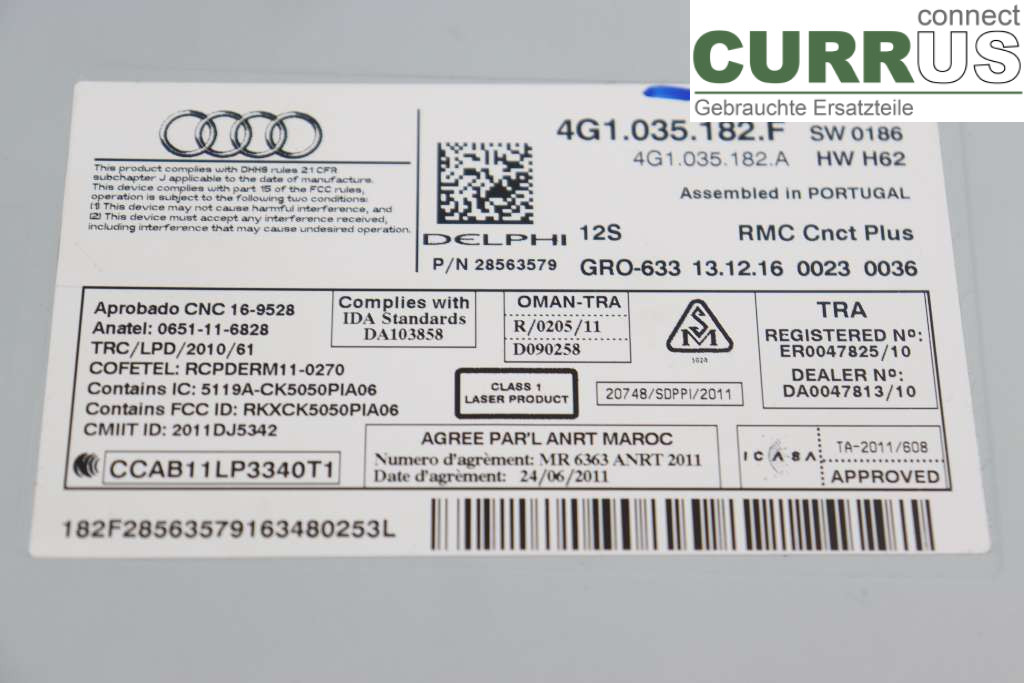 connect
CURRUS
Gebrauchte Ersatzteile
This product complies with DHHS rules 21 CFR
subchapter J applicable to the date of manufacture.
This device complies with part 15 of the FCC rules,
operation is subject to the following two conditions:
(1) This device may not cause harmful interference, and
(2) This device must accept any interference received,
including interference that may cause undesired operation.
DELPHI
P/N 28563579
4G1.035.182.F SW 0186
4G1.035.182.A HW H62
Assembled in PORTUGAL
12S RMC Cnct Plus
GRO-633 13.12.16 0023 0036
Aprobado CNC 16-9528
Anatel: 0651-11-6828
TRC/LPD/2010/61
COFETEL: RCPDERM11-0270
Contains IC: 5119A-CK5050PIA06
Contains FCC ID: RKXCK5050PIA06
CMIIT ID: 2011DJ5342
CCAB11LP3340T1
Complies with
IDA Standards
DA103858
OMAN-TRA
R/0205/11
D090258
SM
S024
CLASS 1
LASER PRODUCT
20748/SDPPI/2011
TRA
REGISTERED Nº:
ER0047825/10
DEALER Nº:
DA0047813/10
AGREE PAR'L ANRT MAROC
Numero d'agrèment: MR 6363 ANRT 2011
Date d'agrèment: 24/06/2011
ICASA
TA-2011/608
APPROVED
182F28563579163480253L